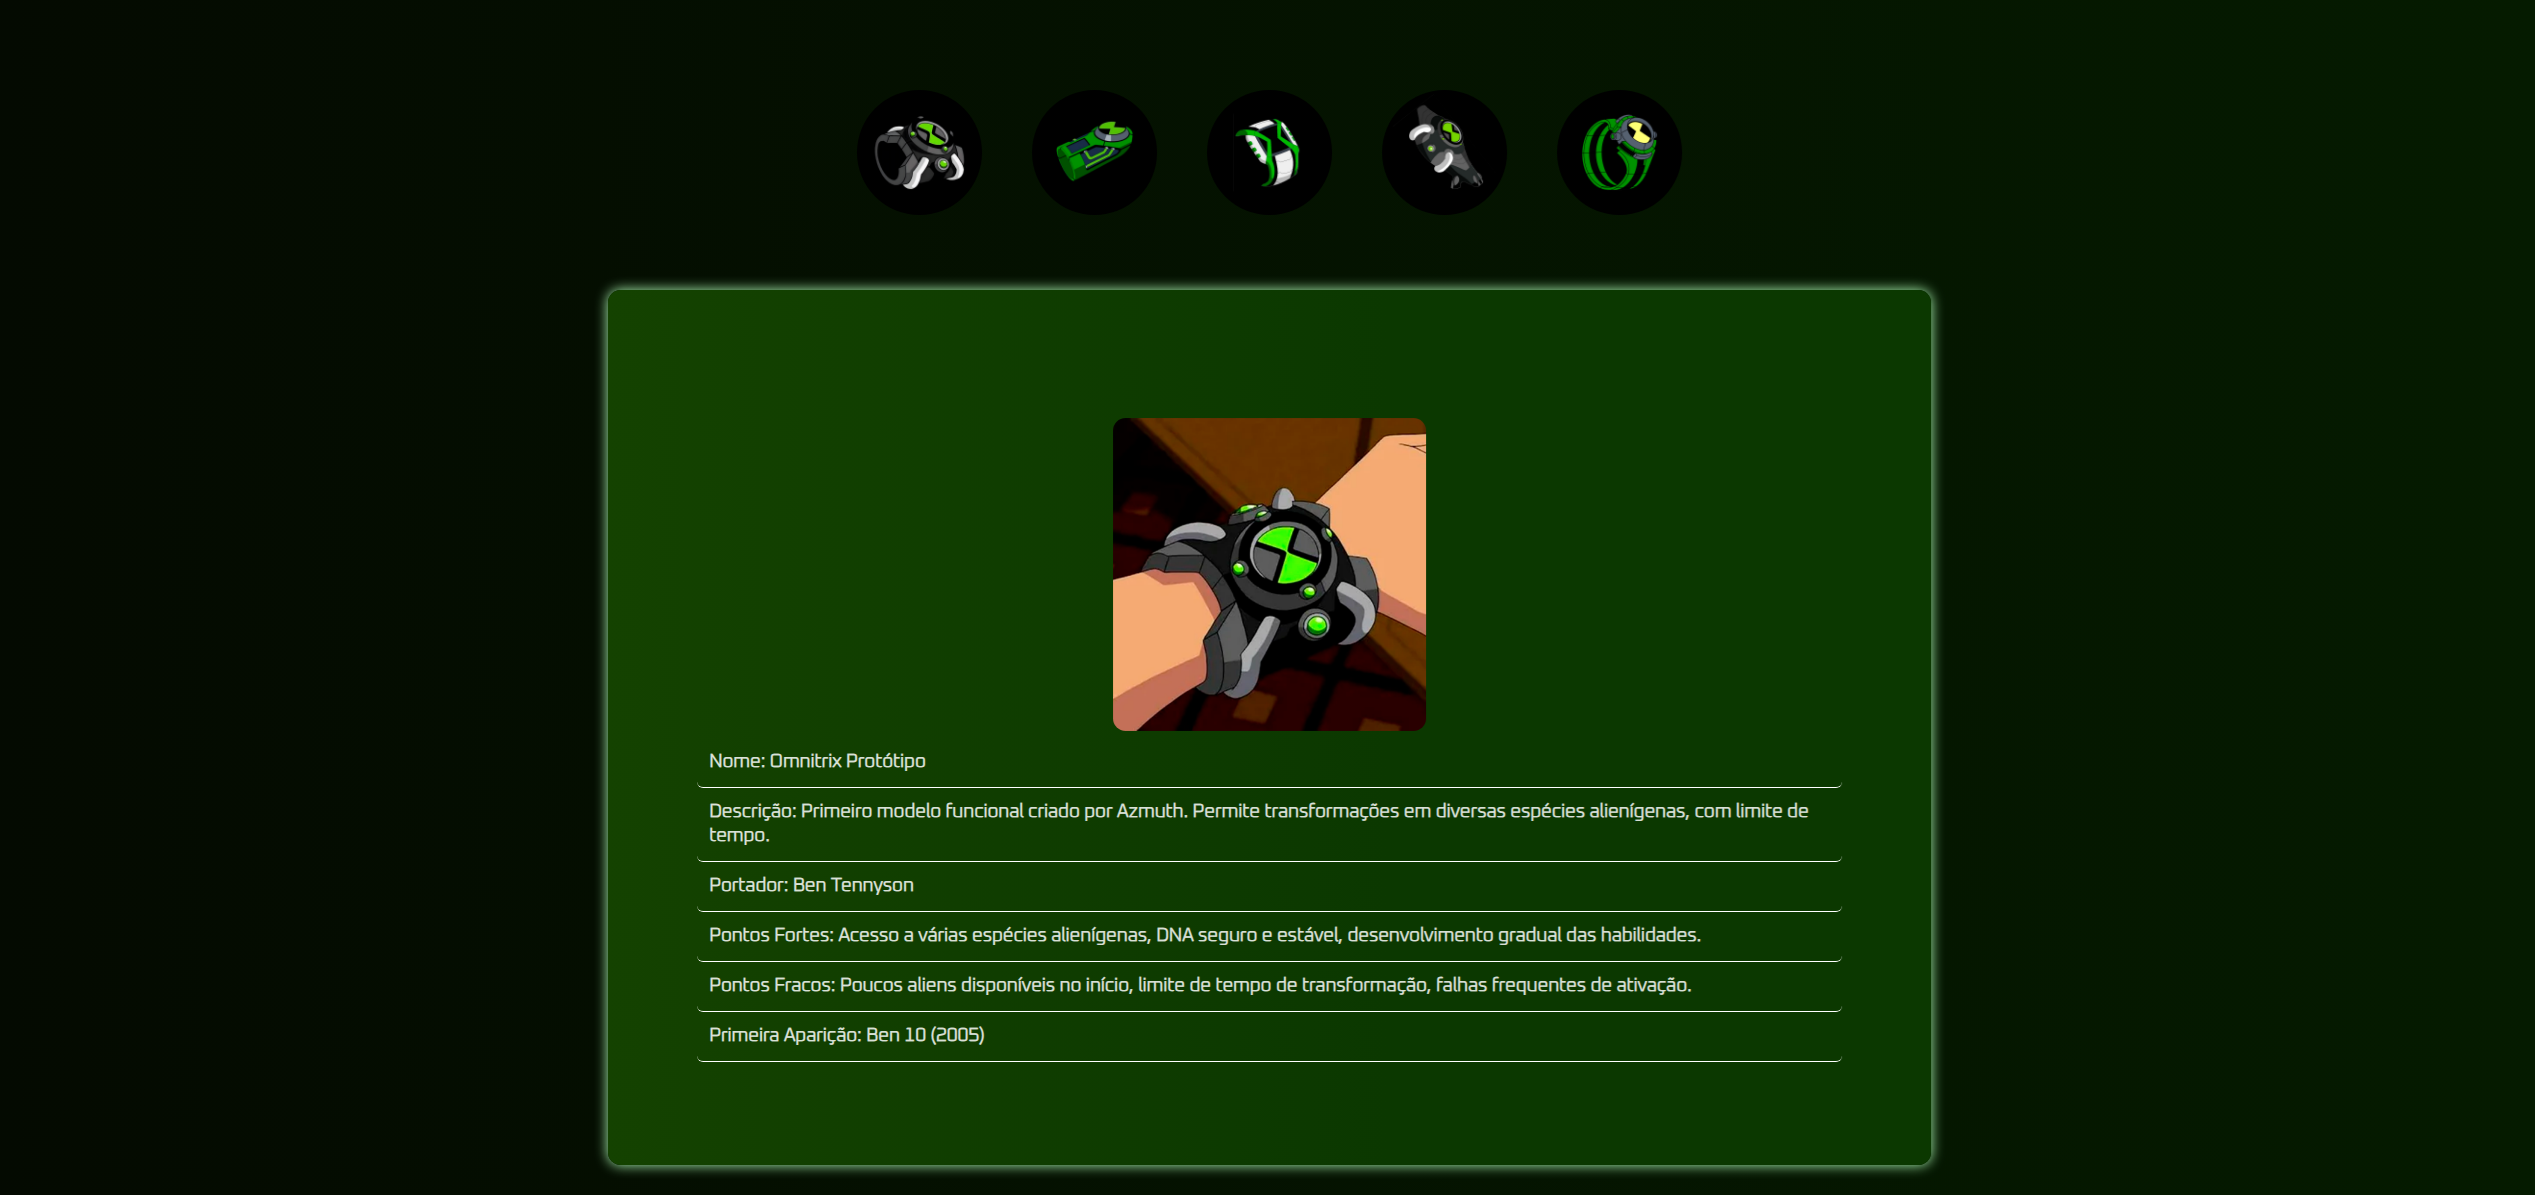 Nome: Omnitrix Protótipo
Descrição: Primeiro modelo funcional criado por Azmuth. Permite transformações em diversas espécies alienígenas, com limite de
tempo.
Portador: Ben Tennyson
Pontos Fortes: Acesso a várias espécies alienígenas, DNA seguro e estável, desenvolvimento gradual das habilidades.
Pontos Fracos: Poucos aliens disponíveis no início, limite de tempo de transformação, falhas frequentes de ativação.
Primeira Aparição: Ben 10 (2005)